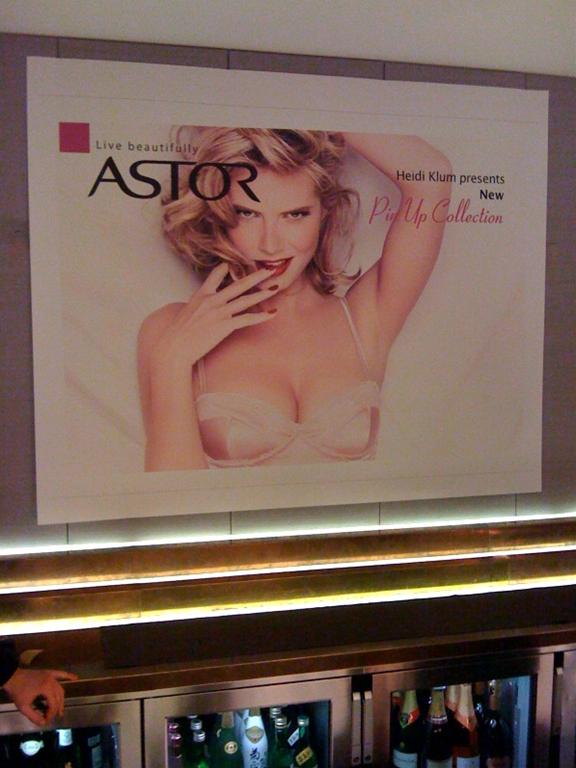 Live beautifully
ASTOR
Heidi Klum presents
New
Pin Up Collection